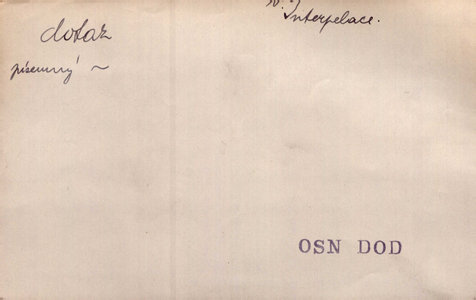 dotaz
Interpelace.
písemný ~
OSN DOD